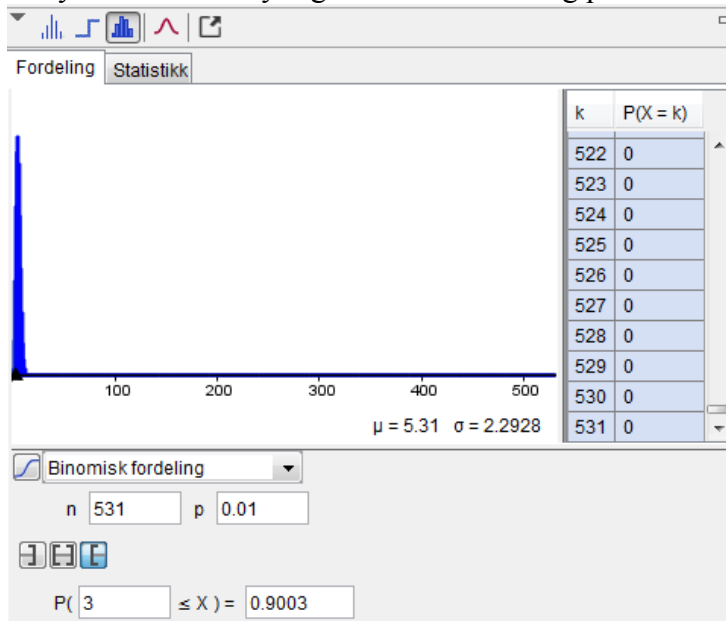 Fordeling Statistikk
k P(X = k)
522 0
523 0
524 0
525 0
526 0
527 0
528 0
529 0
530 0
531 0
100 200 300 400 500
μ = 5.31 σ = 2.2928
Binomisk fordeling
n 531 p 0.01
P( 3 ≤ X ) = 0.9003